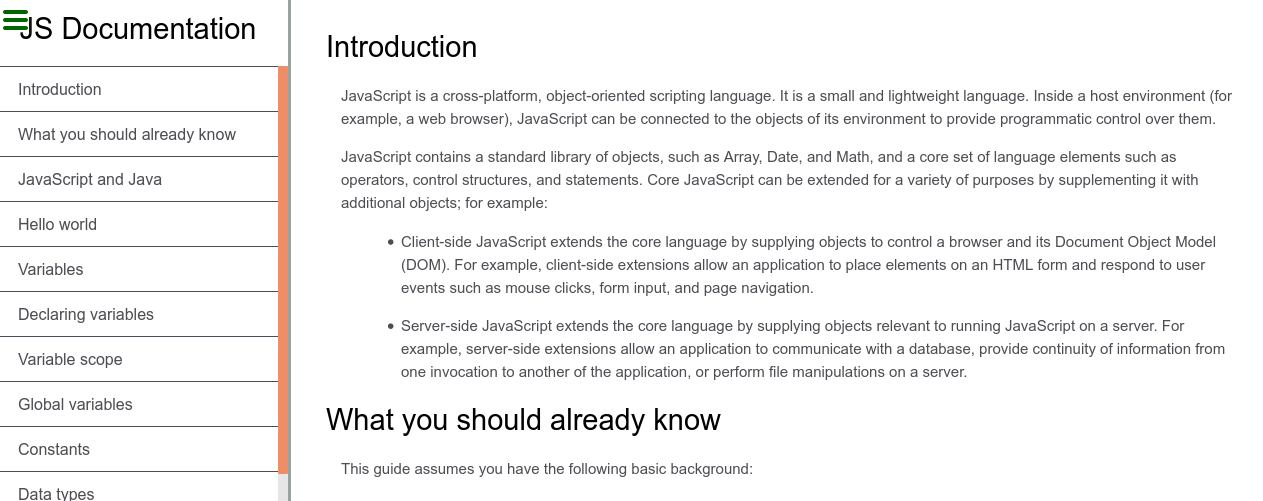 JS Documentation
Introduction
What you should already know
JavaScript and Java
Hello world
Variables
Declaring variables
Variable scope
Global variables
Constants
Data types
Introduction
JavaScript is a cross-platform, object-oriented scripting language. It is a small and lightweight language. Inside a host environment (for
example, a web browser), JavaScript can be connected to the objects of its environment to provide programmatic control over them.
JavaScript contains a standard library of objects, such as Array, Date, and Math, and a core set of language elements such as
operators, control structures, and statements. Core JavaScript can be extended for a variety of purposes by supplementing it with
additional objects; for example:
• Client-side JavaScript extends the core language by supplying objects to control a browser and its Document Object Model
(DOM). For example, client-side extensions allow an application to place elements on an HTML form and respond to user
events such as mouse clicks, form input, and page navigation.
• Server-side JavaScript extends the core language by supplying objects relevant to running JavaScript on a server. For
example, server-side extensions allow an application to communicate with a database, provide continuity of information from
one invocation to another of the application, or perform file manipulations on a server.
What you should already know
This guide assumes you have the following basic background: